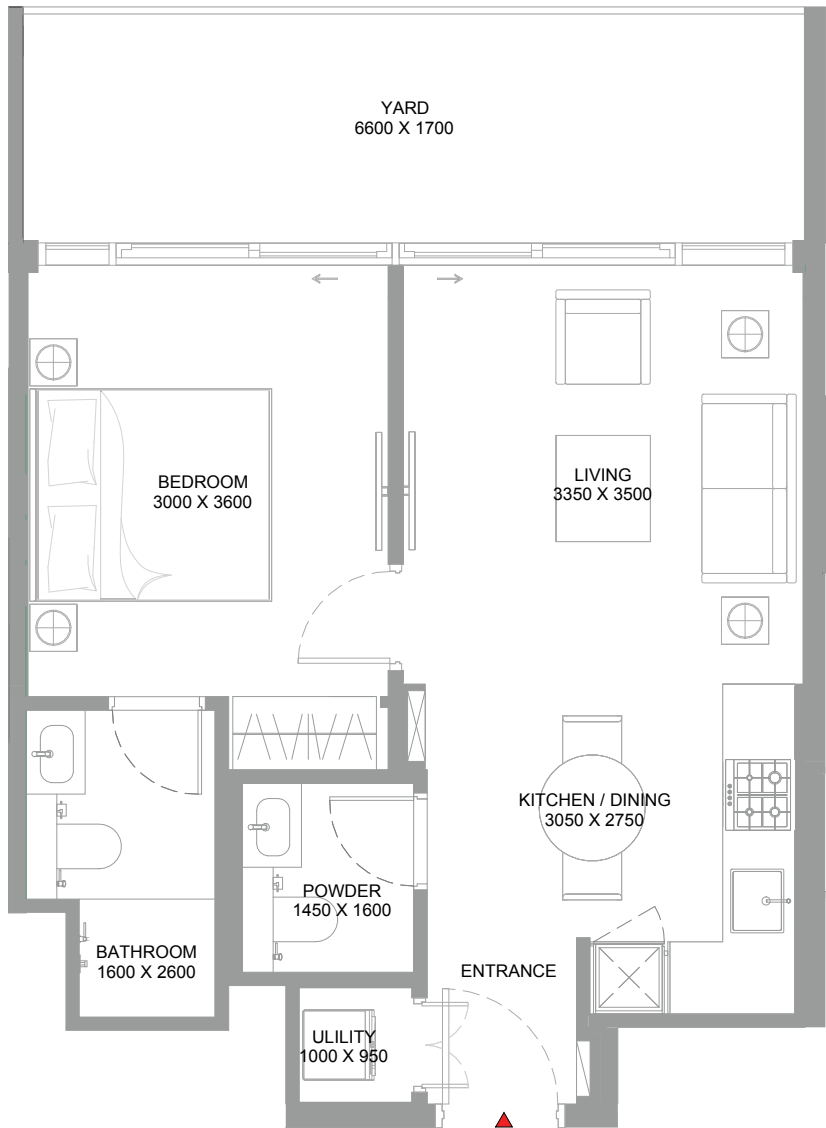 YARD
6600 X 1700
BEDROOM
3000 X 3600
LIVING
3350 X 3500
KITCHEN / DINING
3050 X 2750
POWDER
1450 X 1600
BATHROOM
1600 X 2600
ENTRANCE
ULILITY
1000 X 950